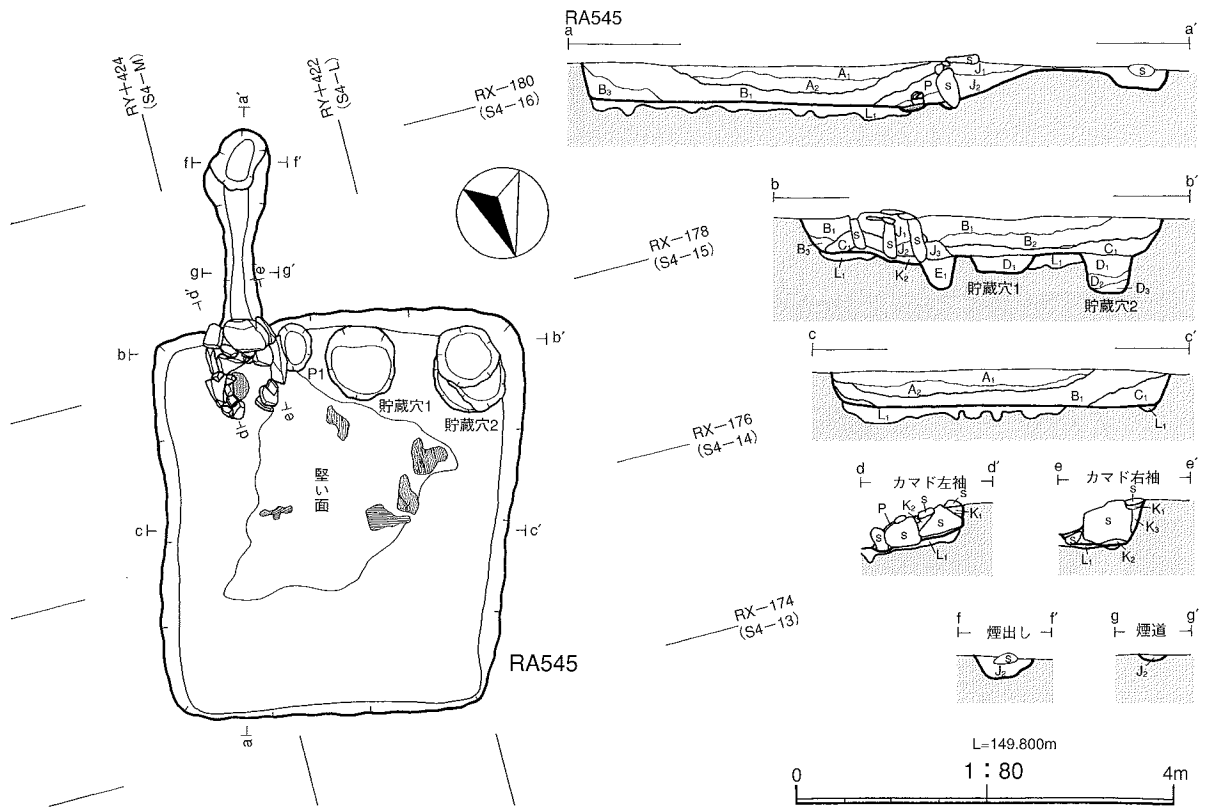 RA545
a a′
S
A₁ J₁ S
B₃ B₁ A₂ P S J₂
L₁
RY+424
(S4-M)
RY+422
(S4-L)
RX-180
(S4-16)
a′
f f′
b b′
B₁ S J₁ B₁
B₃ C₁ S J₂ S J₃ B₂ C₁
L₁ K₂ E₁ D₁ L₁ D₁
D₂ D₃
貯蔵穴1
貯蔵穴2
RX-178
(S4-15)
g e g′
d′
b b′
P1
貯蔵穴1
貯蔵穴2
d e
c c′
A₁
A₂ B₁ C₁
L₁ L₁
RX-176
(S4-14)
堅い面
c c′
d カマド左袖 d′
S S
P K₂ K₁
S S S
L₁
e カマド右袖 e′
S
K₁
S K₃
S
L₁ K₂
RX-174
(S4-13)
f 煙出し f′
S
J₂
g 煙道 g′
J₂
RA545
a
L=149.800m
1：80
0 4m